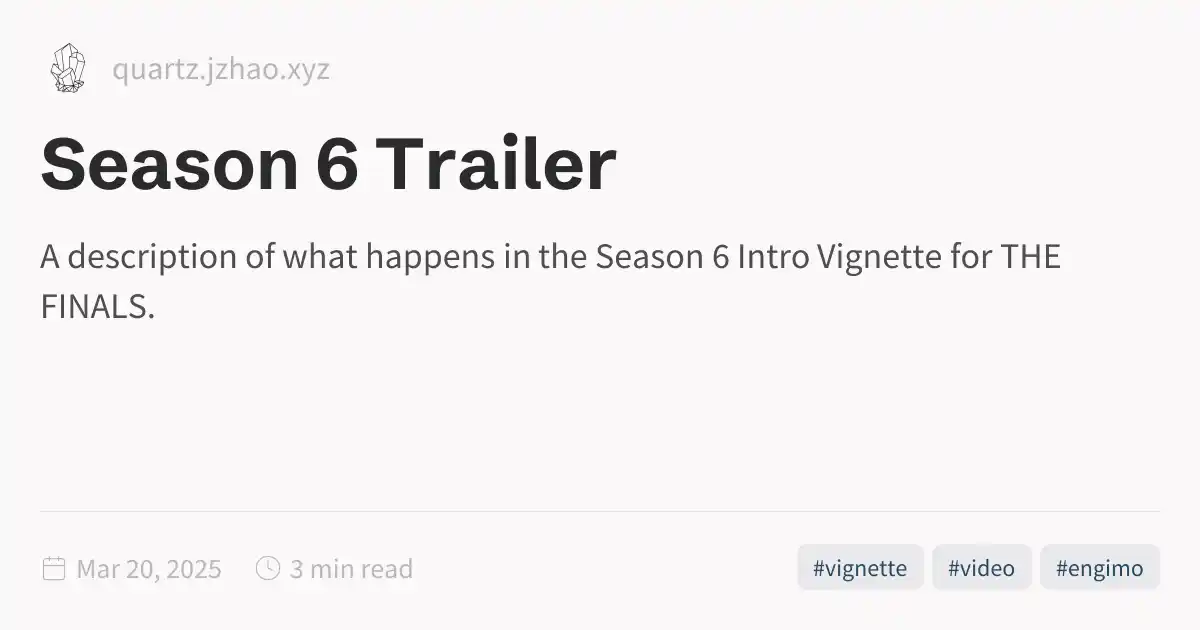 quartz.jzhao.xyz
Season 6 Trailer
A description of what happens in the Season 6 Intro Vignette for THE
FINALS.
Mar 20, 2025 3 min read #vignette #video #engimo